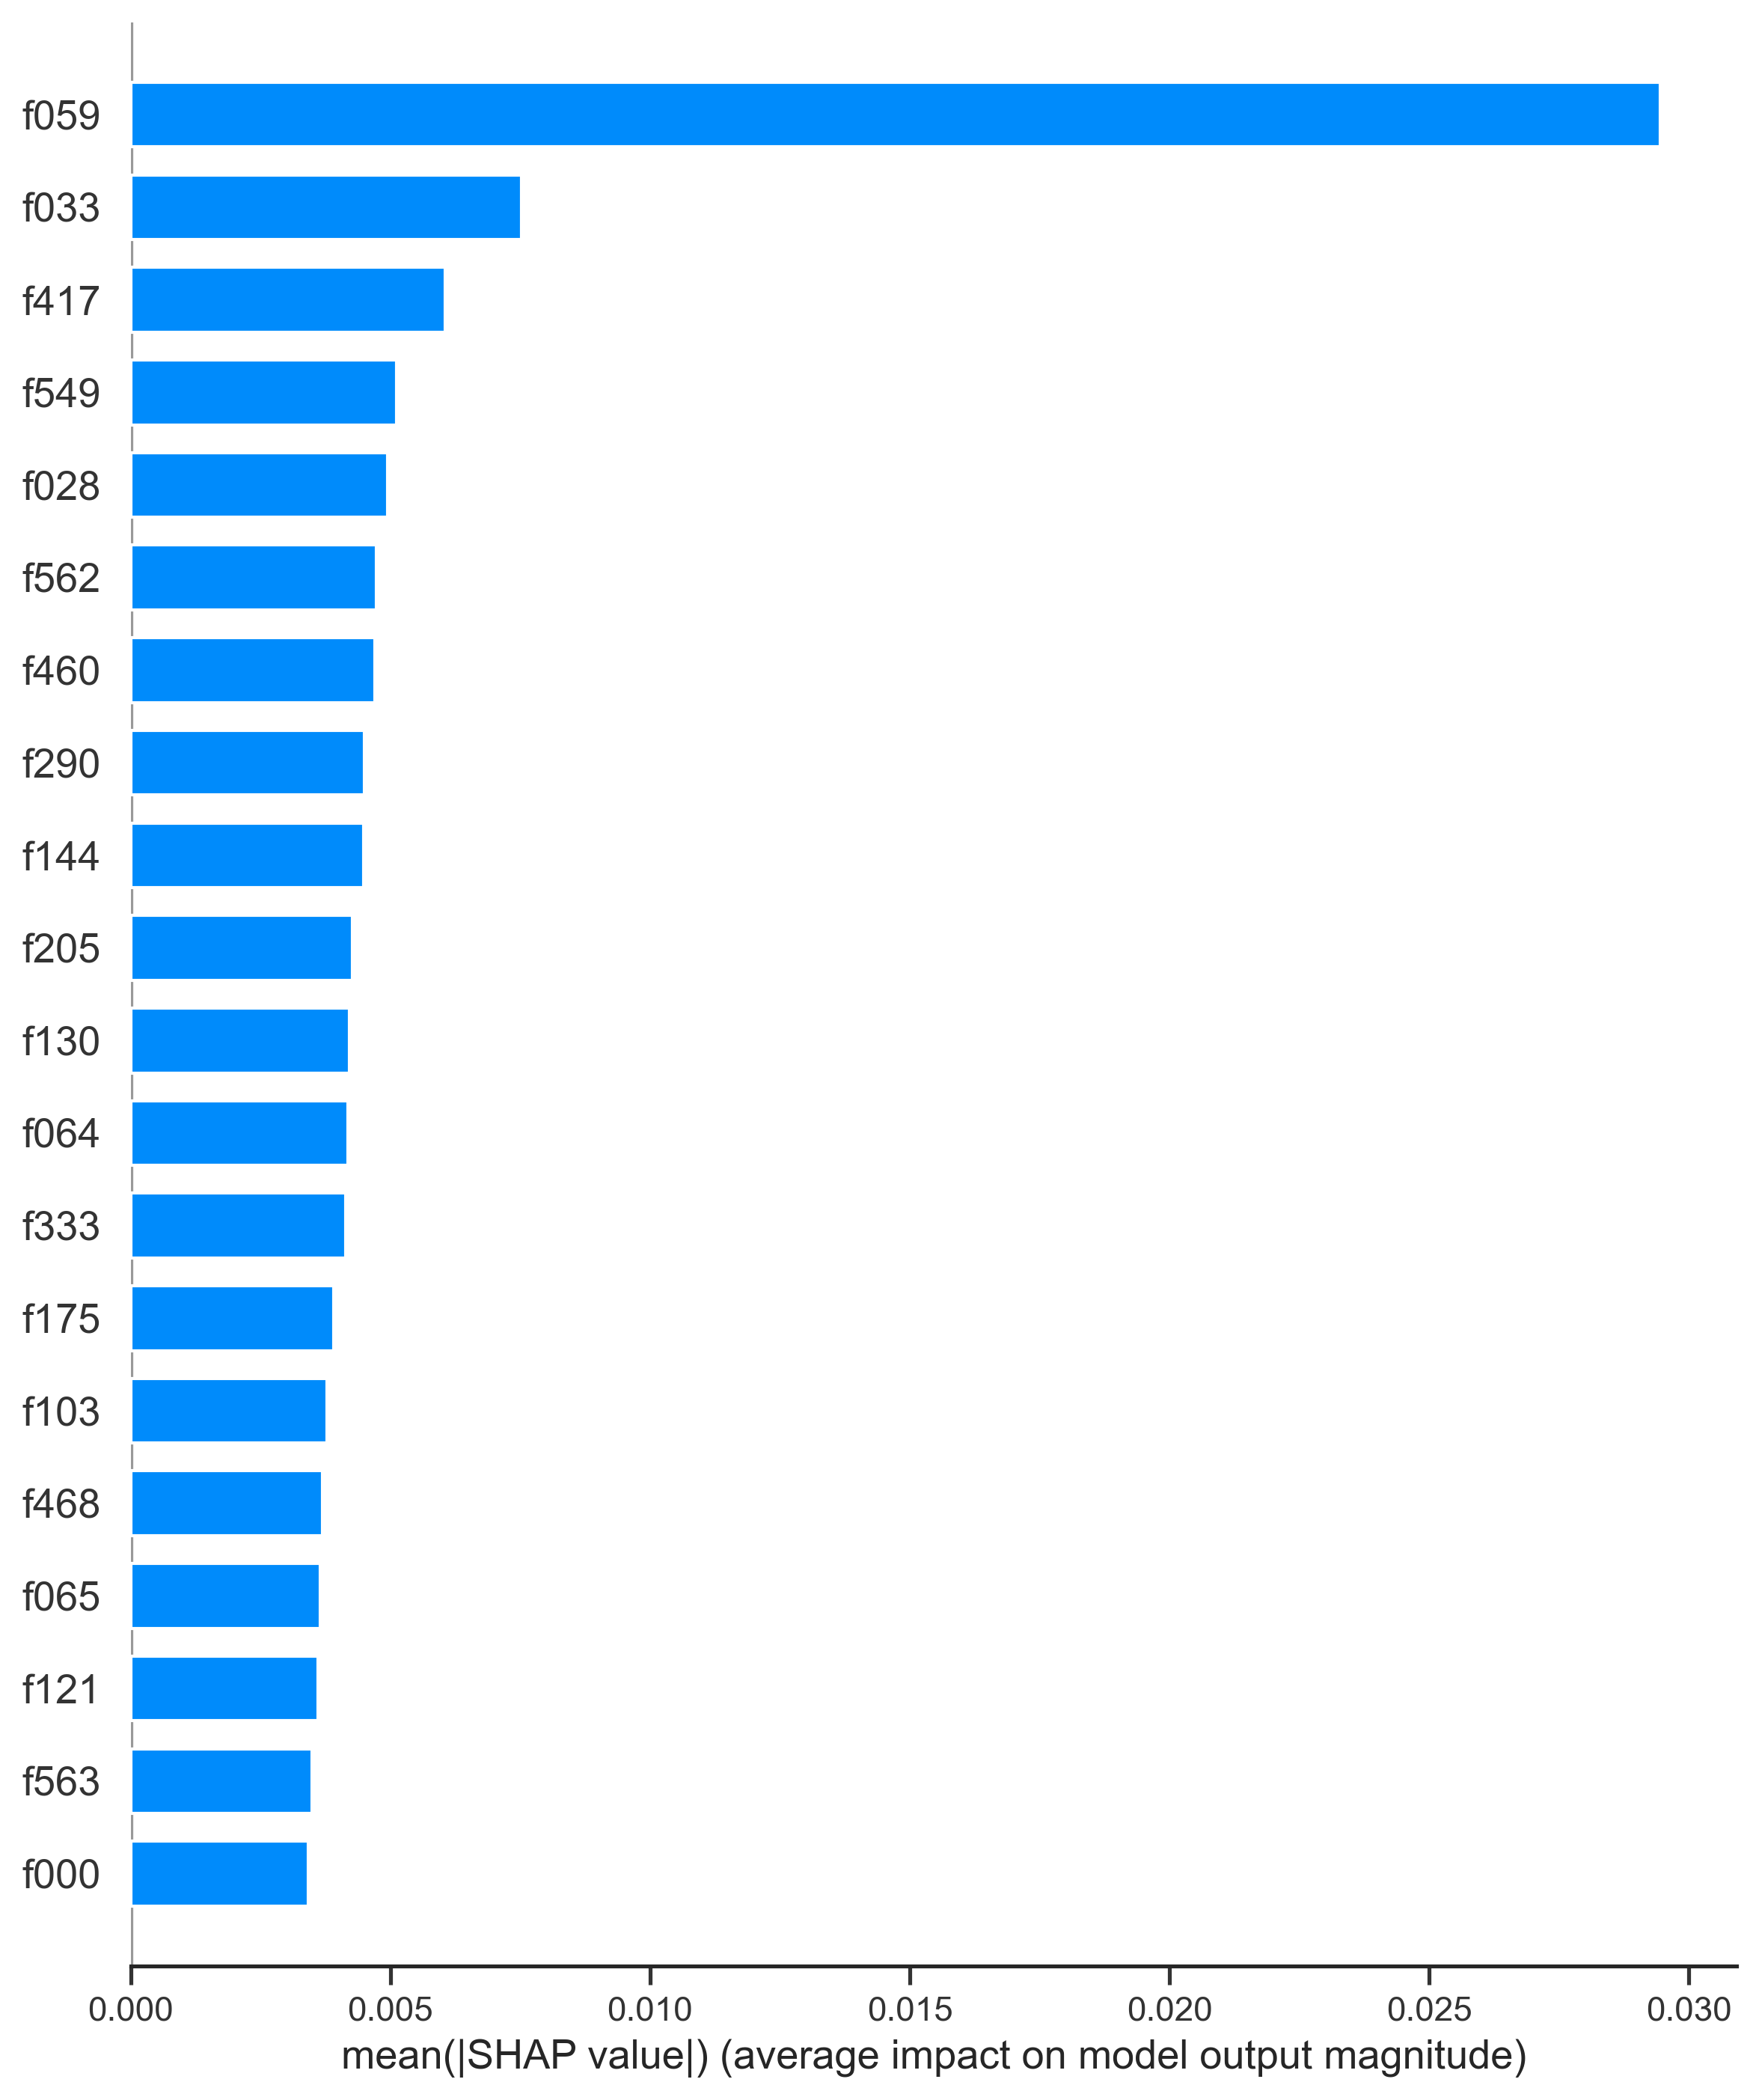 f059
f033
f417
f549
f028
f562
f460
f290
f144
f205
f130
f064
f333
f175
f103
f468
f065
f121
f563
f000
0.000 0.005 0.010 0.015 0.020 0.025 0.030
mean(|SHAP value|) (average impact on model output magnitude)